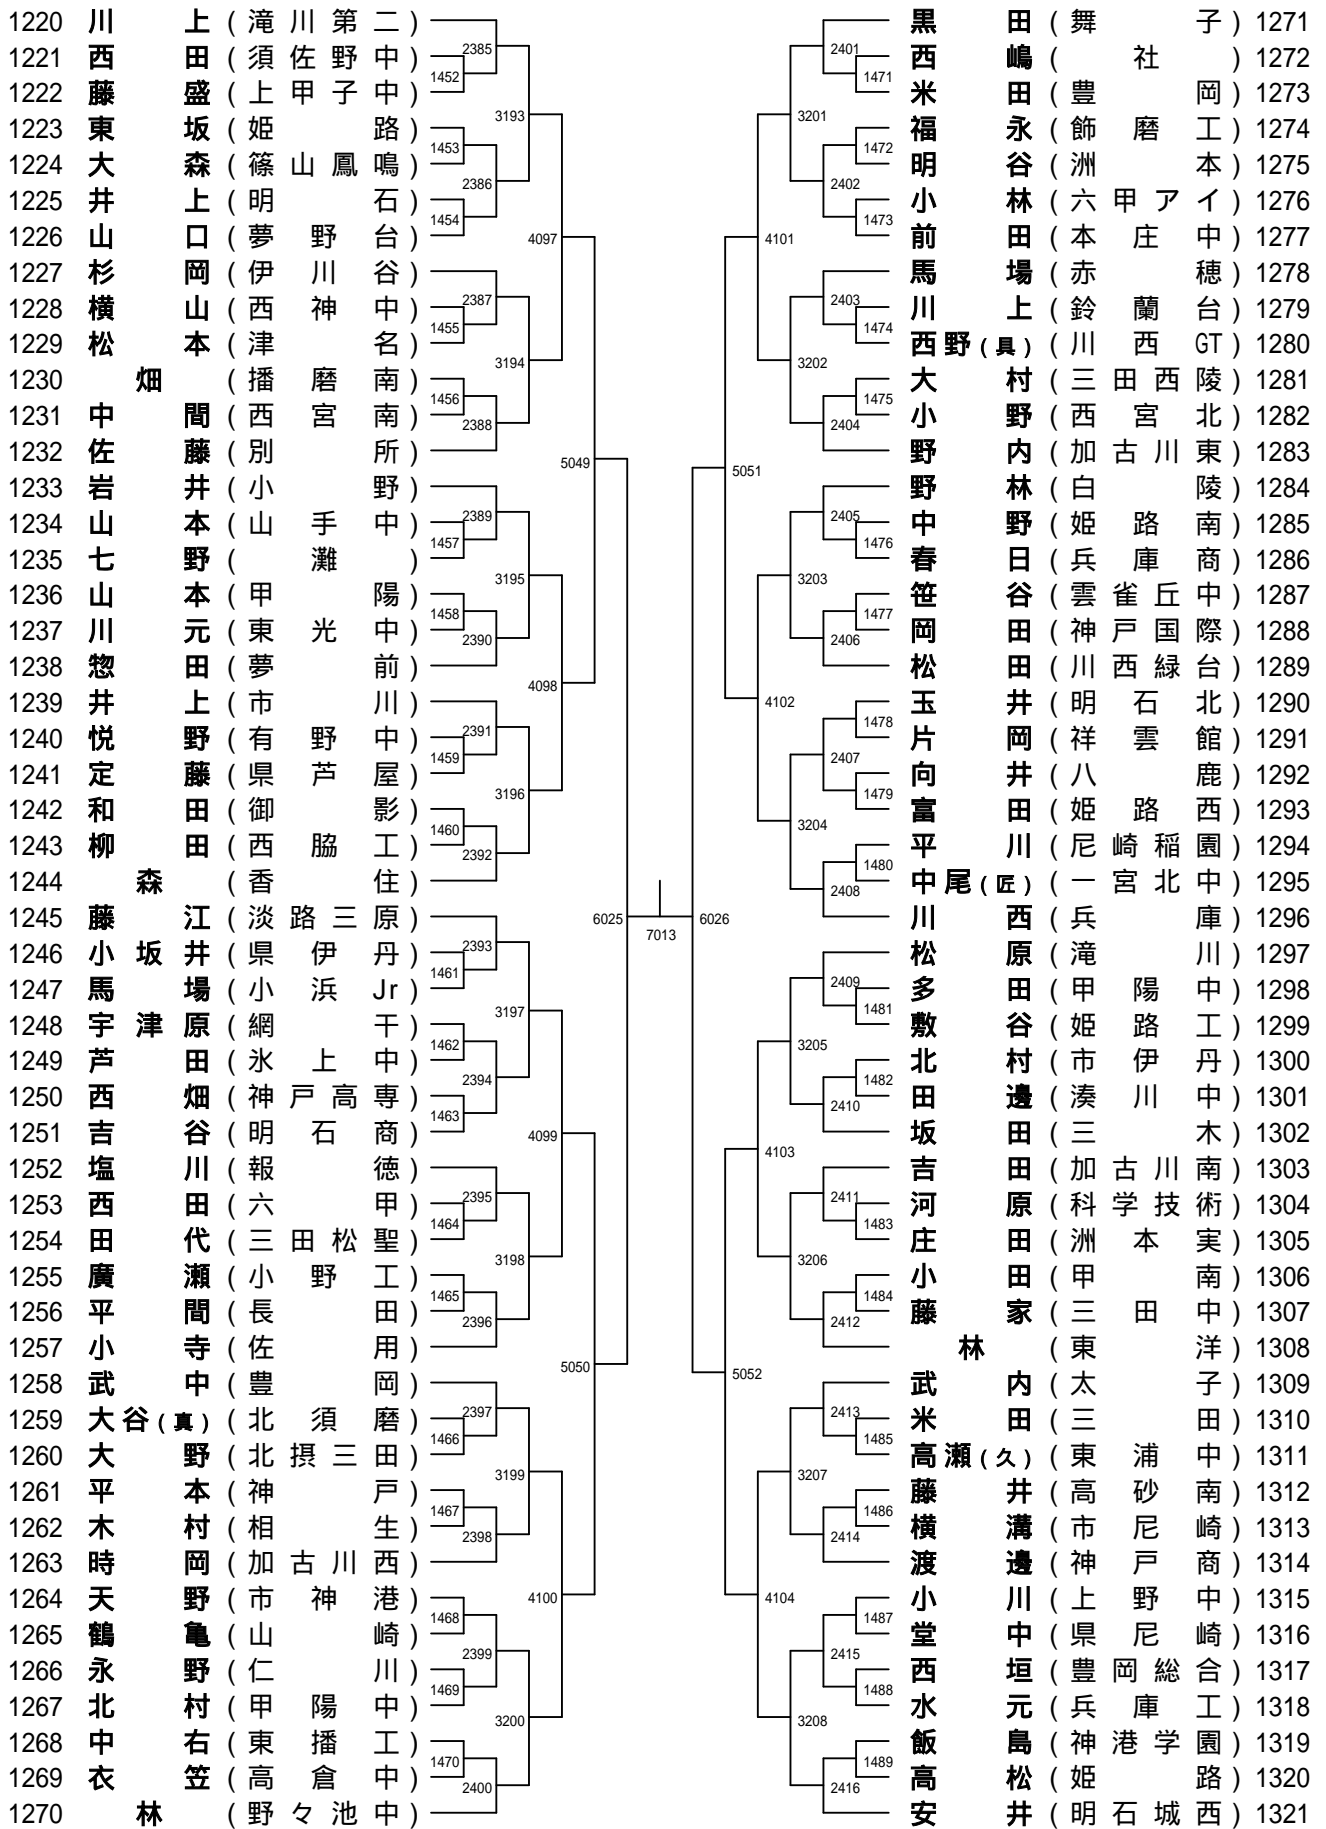 1220 川上 (滝川第二)
1221 西田 (須佐野中)
1222 藤盛 (上甲子中)
1223 東坂 (姫路)
1224 大森 (篠山鳳鳴)
1225 井上 (明石)
1226 山口 (夢野台)
1227 杉岡 (伊川谷)
1228 横山 (西神中)
1229 松本 (津名)
1230 畑 (播磨南)
1231 中間 (西宮南)
1232 佐藤 (別所)
1233 岩井 (小野)
1234 山本 (山手中)
1235 七野 (灘)
1236 山本 (甲陽)
1237 川元 (東光中)
1238 惣田 (夢前)
1239 井上 (市川)
1240 悦野 (有野中)
1241 定藤 (県芦屋)
1242 和田 (御影)
1243 柳田 (西脇工)
1244 森 (香住)
1245 藤江 (淡路三原)
1246 小坂井 (県伊丹)
1247 馬場 (小浜Jr)
1248 宇津原 (網干)
1249 芦田 (氷上中)
1250 西畑 (神戸高専)
1251 吉谷 (明石商)
1252 塩川 (報徳)
1253 西田 (六甲)
1254 田代 (三田松聖)
1255 廣瀬 (小野工)
1256 平間 (長田)
1257 小寺 (佐用)
1258 武中 (豊岡)
1259 大谷(真) (北須磨)
1260 大野 (北摂三田)
1261 平本 (神戸)
1262 木村 (相生)
1263 時岡 (加古川西)
1264 天野 (市神港)
1265 鶴亀 (山崎)
1266 永野 (仁川)
1267 北村 (甲陽中)
1268 中右 (東播工)
1269 衣笠 (高倉中)
1270 林 (野々池中)
2385
1452
3193
1453
2386
1454
4097
2387
1455
3194
1456
2388
5049
2389
1457
3195
1458
2390
4098
2391
1459
3196
1460
2392
6025
2393
1461
3197
1462
2394
1463
4099
2395
1464
3198
1465
2396
5050
2397
1466
3199
1467
2398
4100
1468
2399
1469
3200
1470
2400
7013
6026
2401
1471
3201
1472
2402
1473
4101
2403
1474
3202
1475
2404
5051
2405
1476
3203
1477
2406
4102
1478
2407
1479
3204
1480
2408
2409
1481
3205
1482
2410
4103
2411
1483
3206
1484
2412
5052
2413
1485
3207
1486
2414
4104
1487
2415
1488
3208
1489
2416
黒田 (舞子) 1271
西嶋 (社) 1272
米田 (豊岡) 1273
福永 (飾磨工) 1274
明谷 (洲本) 1275
小林 (六甲アイ) 1276
前田 (本庄中) 1277
馬場 (赤穂) 1278
川上 (鈴蘭台) 1279
西野(具) (川西GT) 1280
大村 (三田西陵) 1281
小野 (西宮北) 1282
野内 (加古川東) 1283
野林 (白陵) 1284
中野 (姫路南) 1285
春日 (兵庫商) 1286
笹谷 (雲雀丘中) 1287
岡田 (神戸国際) 1288
松田 (川西緑台) 1289
玉井 (明石北) 1290
片岡 (祥雲館) 1291
向井 (八鹿) 1292
富田 (姫路西) 1293
平川 (尼崎稲園) 1294
中尾(匠) (一宮北中) 1295
川西 (兵庫) 1296
松原 (滝川) 1297
多田 (甲陽中) 1298
敷谷 (姫路工) 1299
北村 (市伊丹) 1300
田邊 (湊川中) 1301
坂田 (三木) 1302
吉田 (加古川南) 1303
河原 (科学技術) 1304
庄田 (洲本実) 1305
小田 (甲南) 1306
藤家 (三田中) 1307
林 (東洋) 1308
武内 (太子) 1309
米田 (三田) 1310
高瀬(久) (東浦中) 1311
藤井 (高砂南) 1312
横溝 (市尼崎) 1313
渡邊 (神戸商) 1314
小川 (上野中) 1315
堂中 (県尼崎) 1316
西垣 (豊岡総合) 1317
水元 (兵庫工) 1318
飯島 (神港学園) 1319
高松 (姫路) 1320
安井 (明石城西) 1321